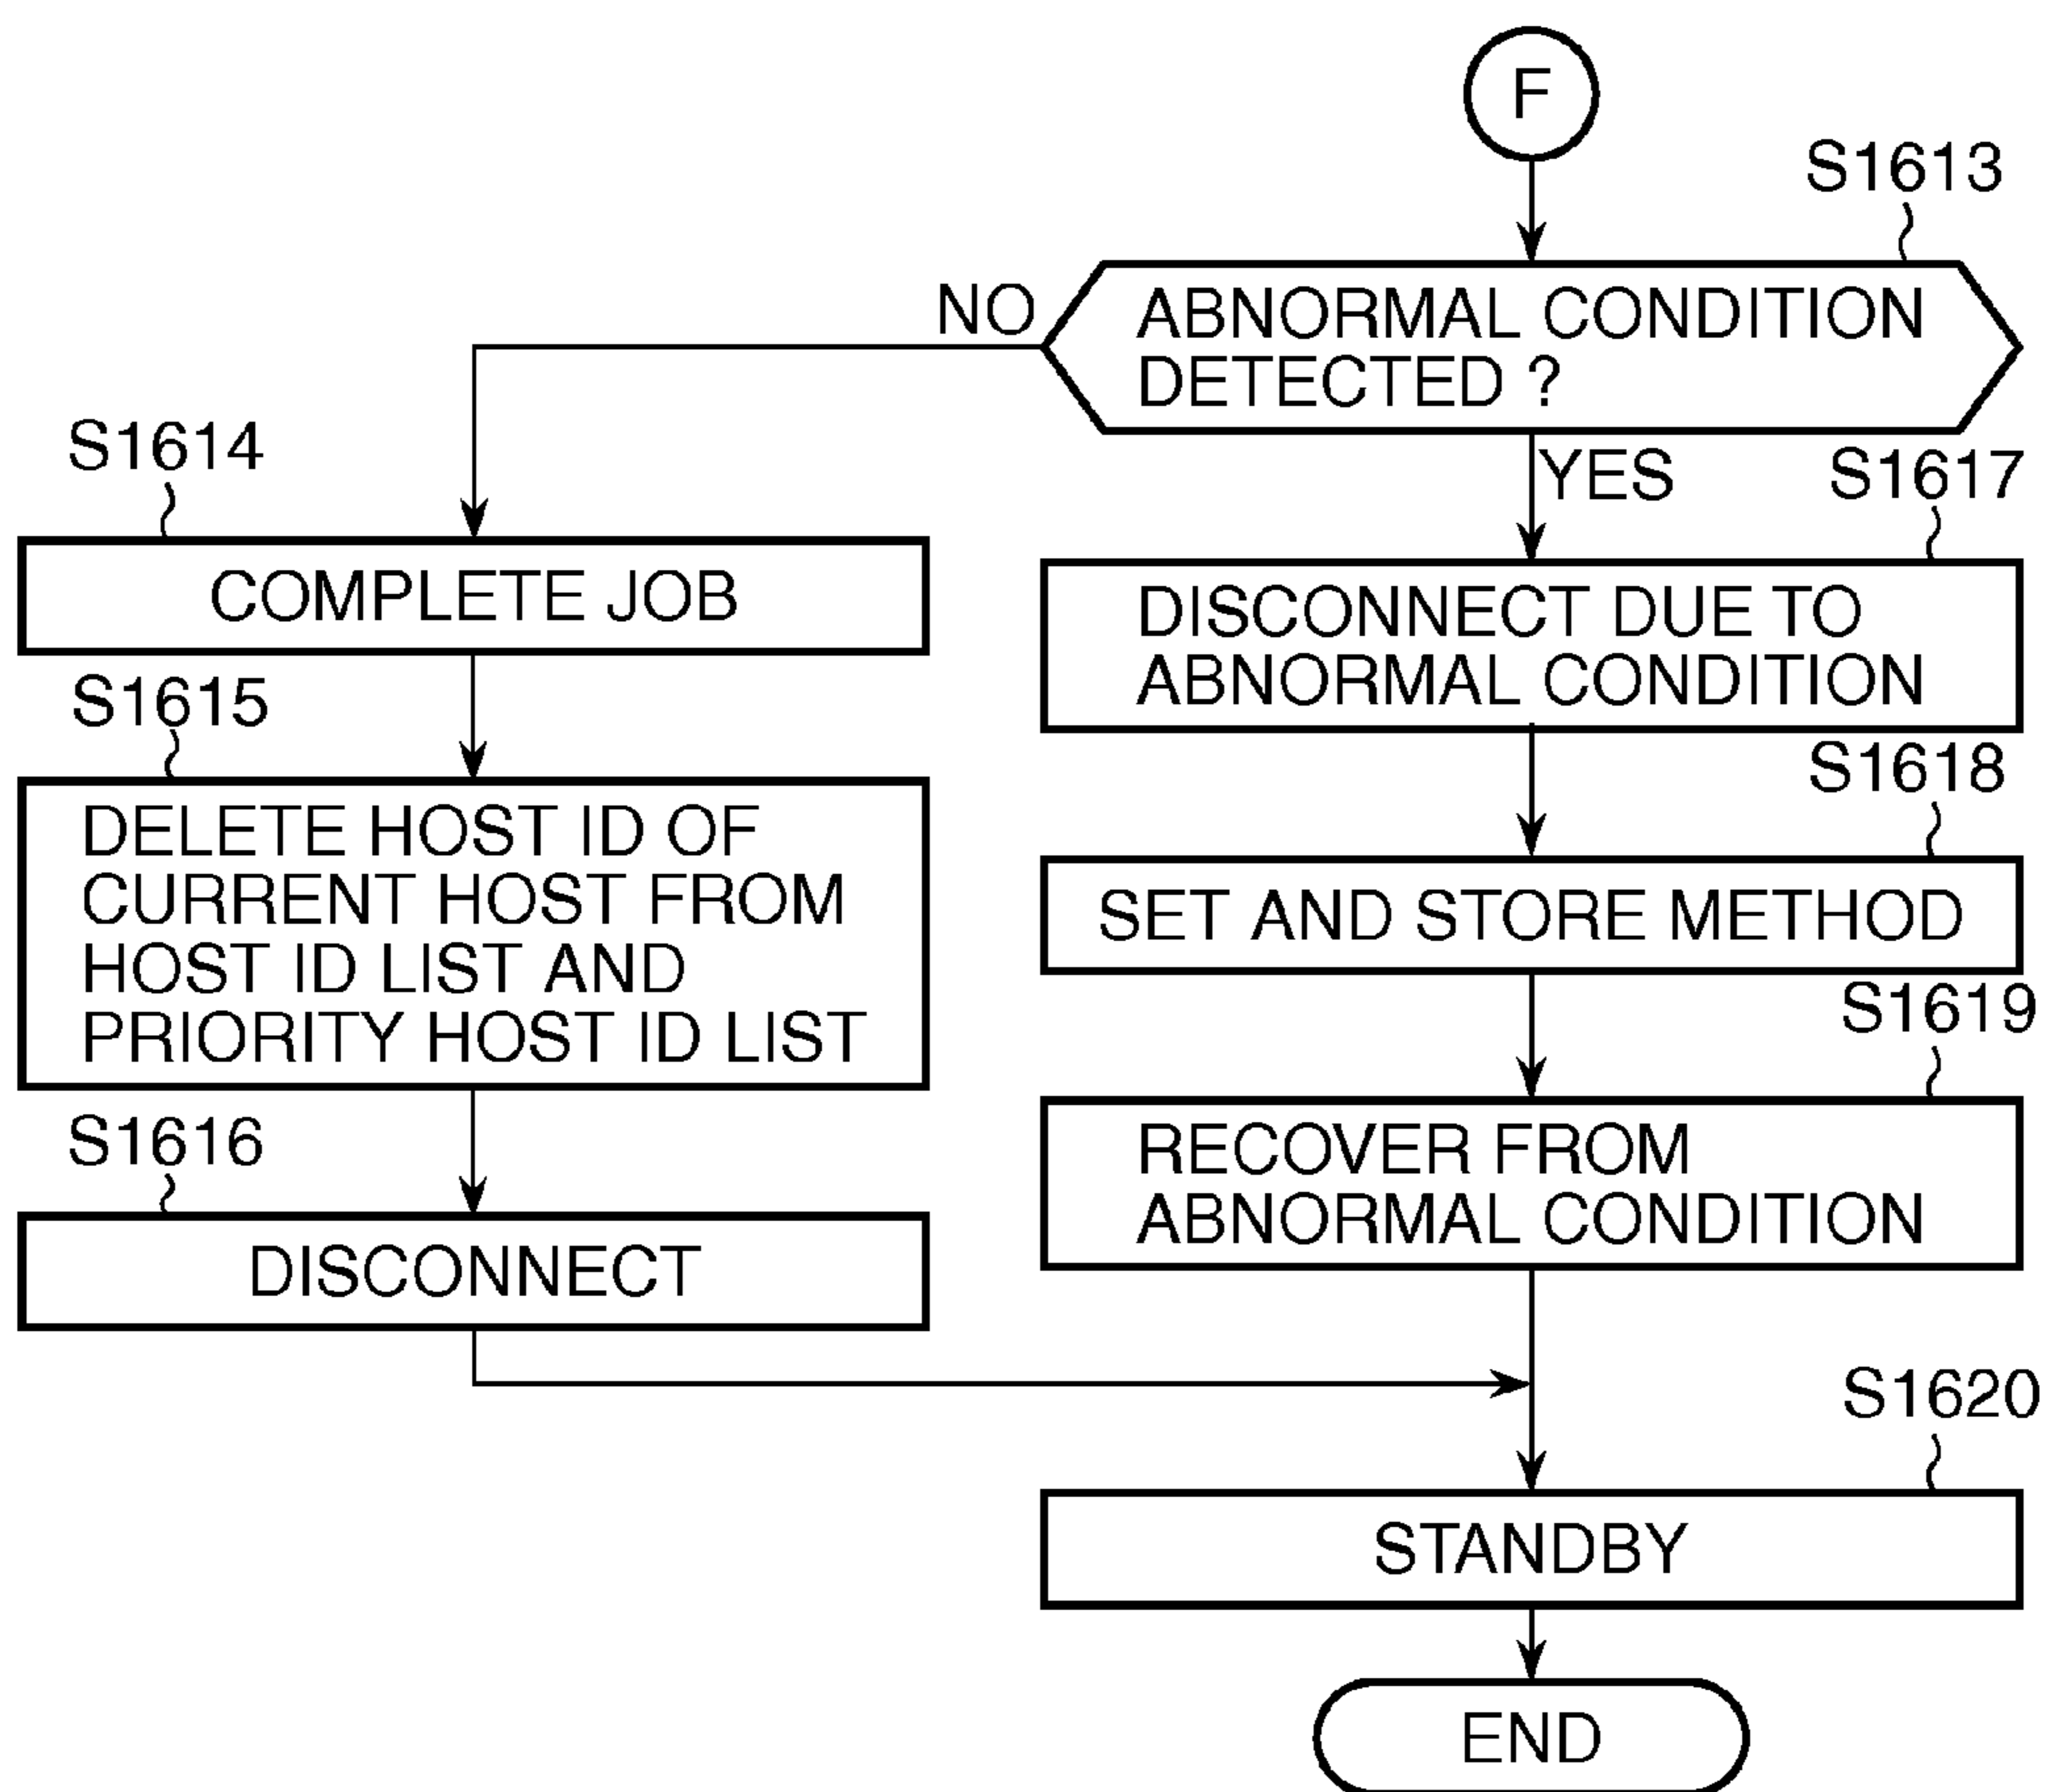 F
S1613
NO
ABNORMAL CONDITION
DETECTED ?
YES
S1614
COMPLETE JOB
S1615
DELETE HOST ID OF
CURRENT HOST FROM
HOST ID LIST AND
PRIORITY HOST ID LIST
S1616
DISCONNECT
S1617
DISCONNECT DUE TO
ABNORMAL CONDITION
S1618
SET AND STORE METHOD
S1619
RECOVER FROM
ABNORMAL CONDITION
S1620
STANDBY
END